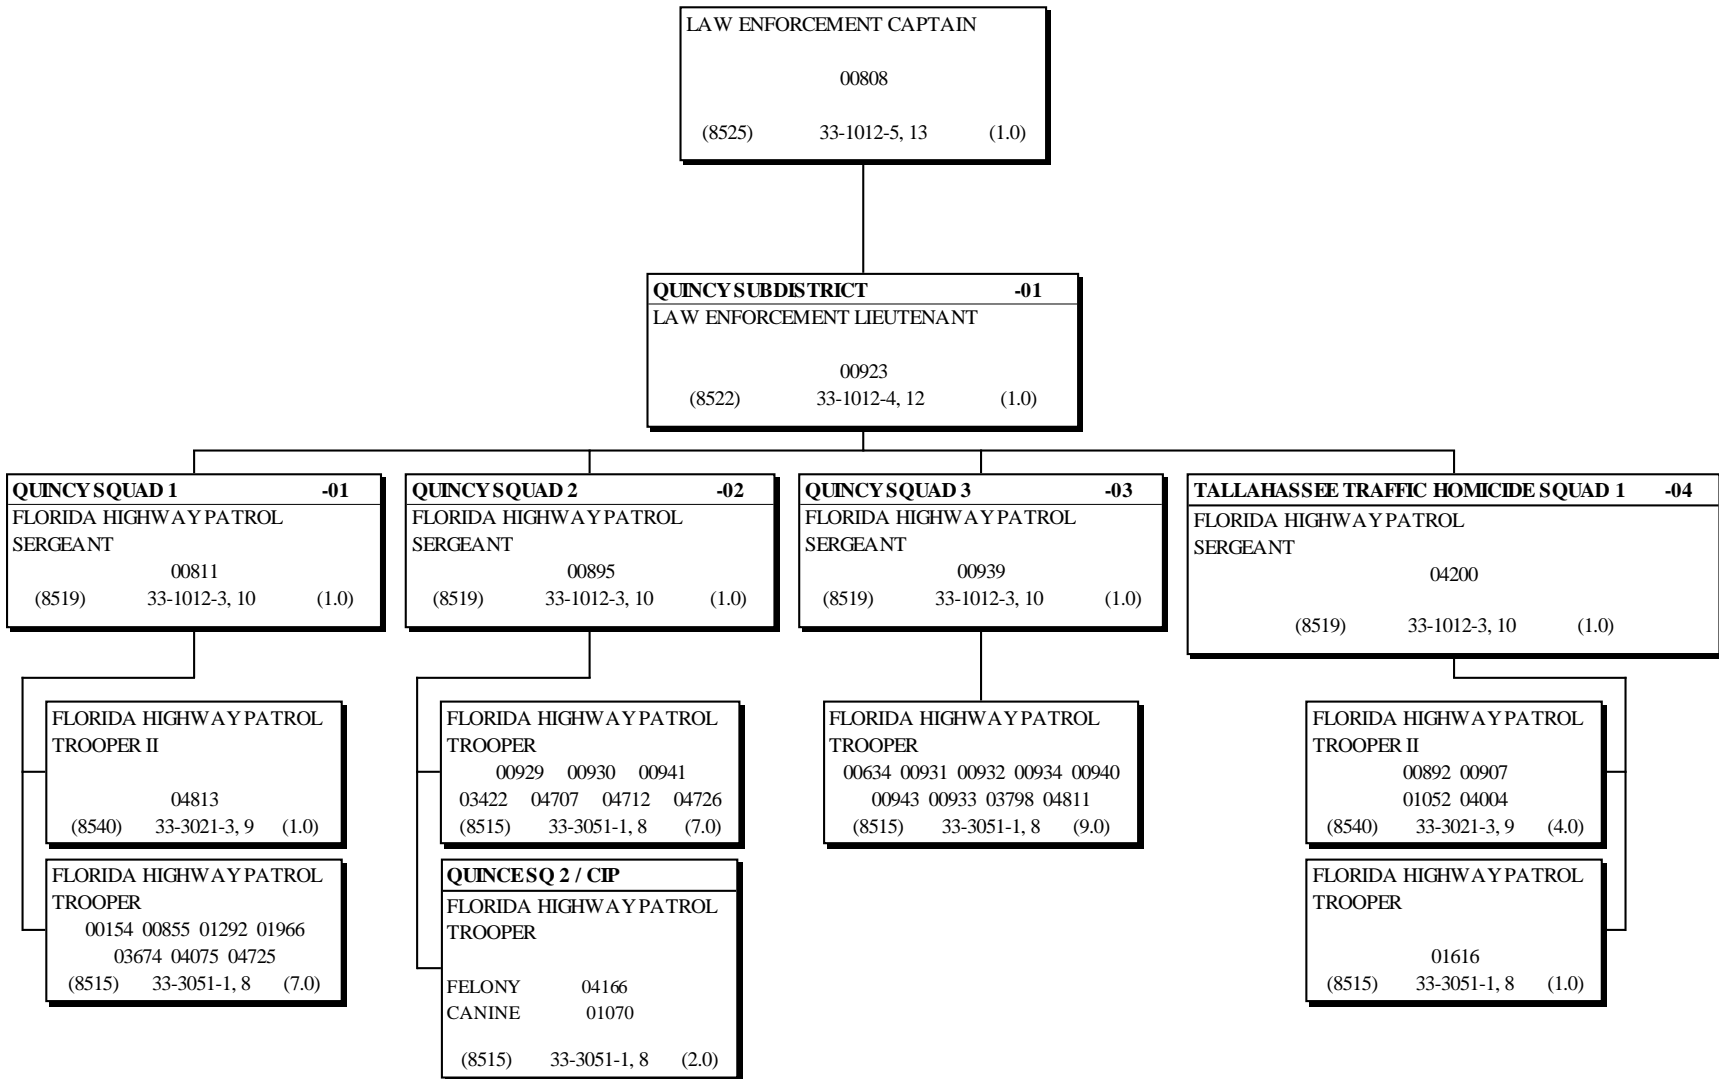 LAW ENFORCEMENT CAPTAIN
00808
(8525) 33-1012-5, 13 (1.0)
QUINCY SUBDISTRICT -01
LAW ENFORCEMENT LIEUTENANT
00923
(8522) 33-1012-4, 12 (1.0)
QUINCY SQUAD 1 -01
FLORIDA HIGHWAY PATROL
SERGEANT
00811
(8519) 33-1012-3, 10 (1.0)
QUINCY SQUAD 2 -02
FLORIDA HIGHWAY PATROL
SERGEANT
00895
(8519) 33-1012-3, 10 (1.0)
QUINCY SQUAD 3 -03
FLORIDA HIGHWAY PATROL
SERGEANT
00939
(8519) 33-1012-3, 10 (1.0)
TALLAHASSEE TRAFFIC HOMICIDE SQUAD 1 -04
FLORIDA HIGHWAY PATROL
SERGEANT
04200
(8519) 33-1012-3, 10 (1.0)
FLORIDA HIGHWAY PATROL
TROOPER II
04813
(8540) 33-3021-3, 9 (1.0)
FLORIDA HIGHWAY PATROL
TROOPER
00154 00855 01292 01966
03674 04075 04725
(8515) 33-3051-1, 8 (7.0)
FLORIDA HIGHWAY PATROL
TROOPER
00929 00930 00941
03422 04707 04712 04726
(8515) 33-3051-1, 8 (7.0)
QUINCE SQ 2 / CIP
FLORIDA HIGHWAY PATROL
TROOPER
FELONY 04166
CANINE 01070
(8515) 33-3051-1, 8 (2.0)
FLORIDA HIGHWAY PATROL
TROOPER
00634 00931 00932 00934 00940
00943 00933 03798 04811
(8515) 33-3051-1, 8 (9.0)
FLORIDA HIGHWAY PATROL
TROOPER II
00892 00907
01052 04004
(8540) 33-3021-3, 9 (4.0)
FLORIDA HIGHWAY PATROL
TROOPER
01616
(8515) 33-3051-1, 8 (1.0)